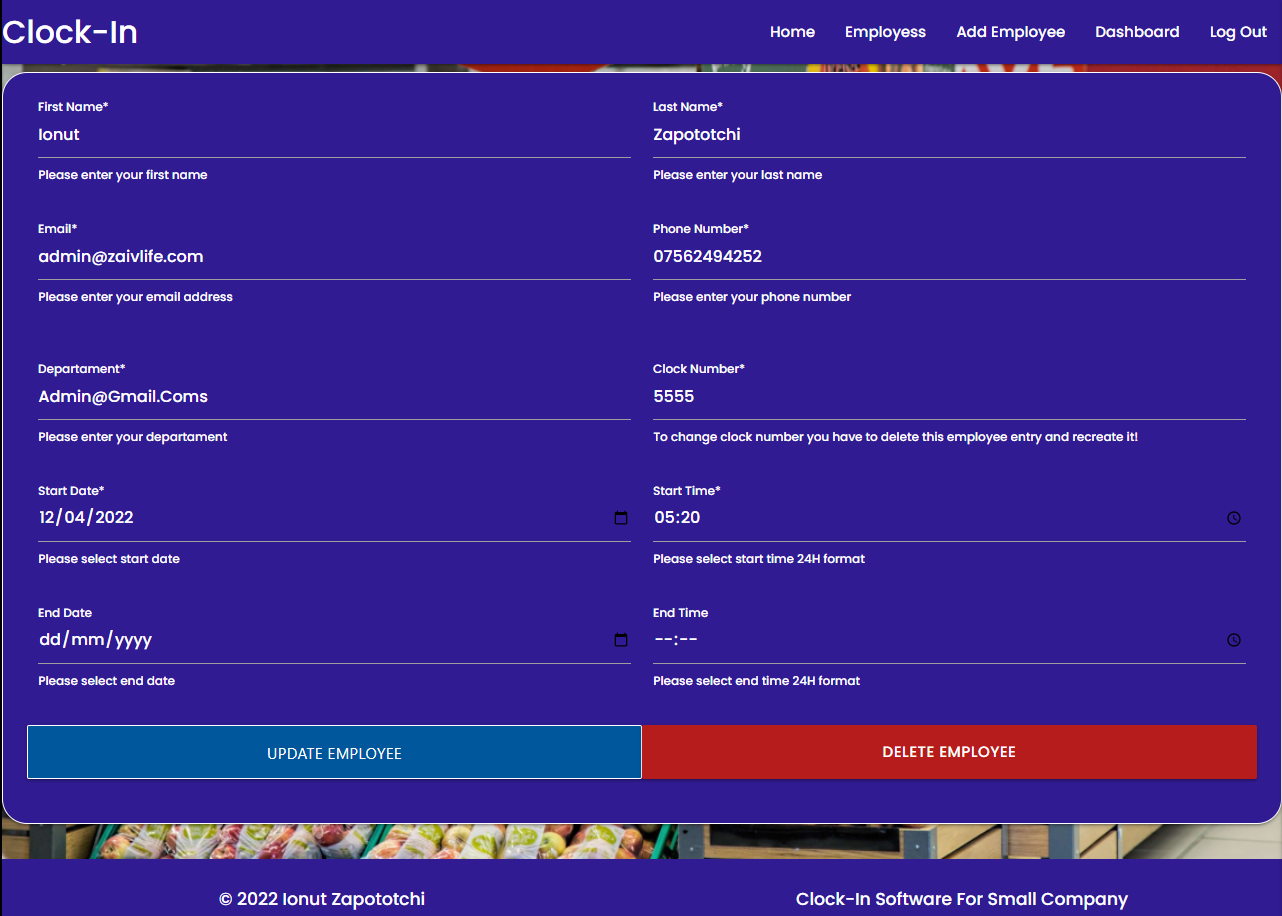 Clock-In
Home Employess Add Employee Dashboard Log Out
First Name*
Ionut
Please enter your first name
Last Name*
Zapototchi
Please enter your last name
Email*
admin@zaivlife.com
Please enter your email address
Phone Number*
07562494252
Please enter your phone number
Departament*
Admin@Gmail.Coms
Please enter your departament
Clock Number*
5555
To change clock number you have to delete this employee entry and recreate it!
Start Date*
12/04/2022
Please select start date
Start Time*
05:20
Please select start time 24H format
End Date
dd/mm/yyyy
Please select end date
End Time
--:--
Please select end time 24H format
UPDATE EMPLOYEE
DELETE EMPLOYEE
© 2022 Ionut Zapototchi
Clock-In Software For Small Company